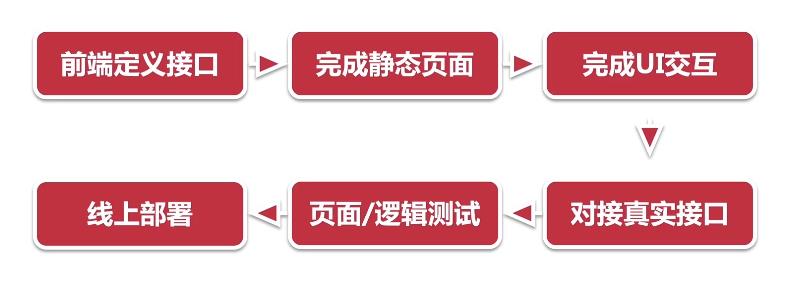 前端定义接口
完成静态页面
完成UI交互
对接真实接口
页面/逻辑测试
线上部署